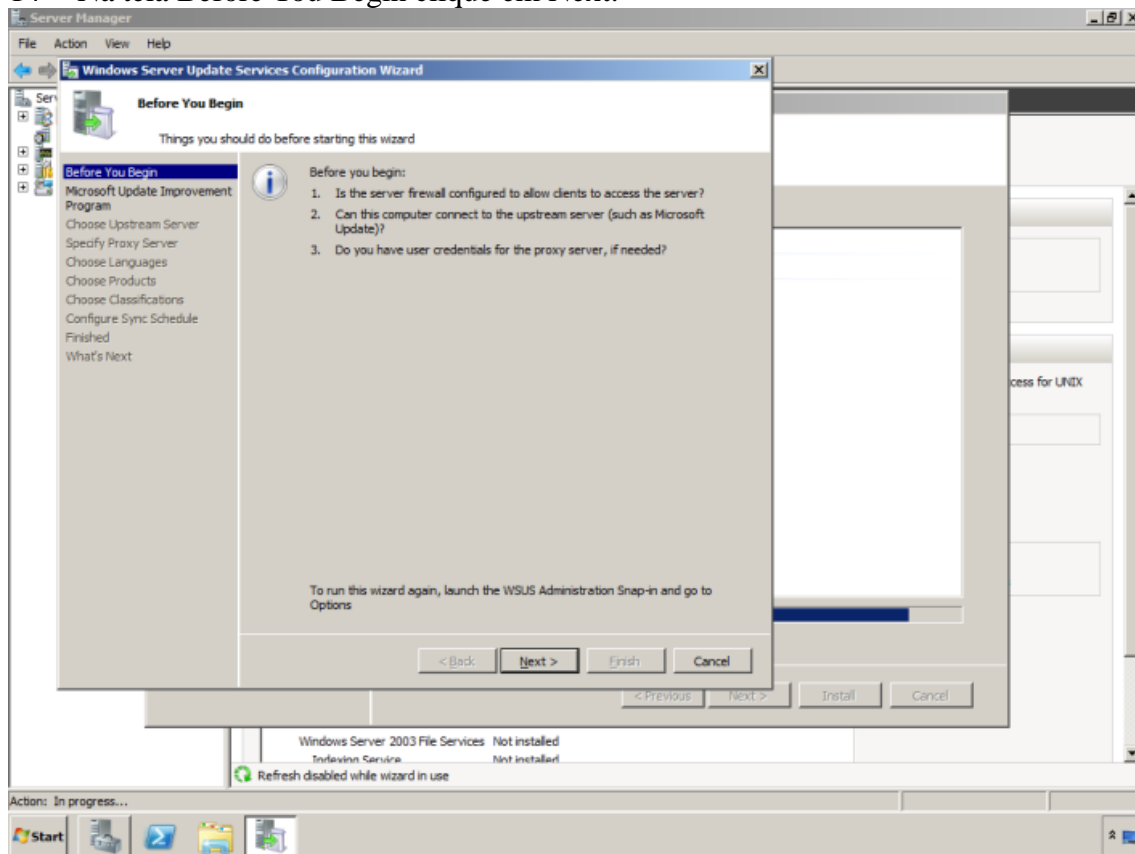 Na tela Before You Begin clique em Next.
Server Manager
File Action View Help
Windows Server Update Services Configuration Wizard
Before You Begin
Things you should do before starting this wizard
Before You Begin
Microsoft Update Improvement
Program
Choose Upstream Server
Specify Proxy Server
Choose Languages
Choose Products
Choose Classifications
Configure Sync Schedule
Finished
What's Next
Before you begin:
1. Is the server firewall configured to allow clients to access the server?
2. Can this computer connect to the upstream server (such as Microsoft
Update)?
3. Do you have user credentials for the proxy server, if needed?
To run this wizard again, launch the WSUS Administration Snap-in and go to
Options
< Back Next > Finish Cancel
cess for UNIX
< Previous Next > Install Cancel
Windows Server 2003 File Services Not installed
Indexing Service Not installed
Refresh disabled while wizard in use
Action: In progress...
Start